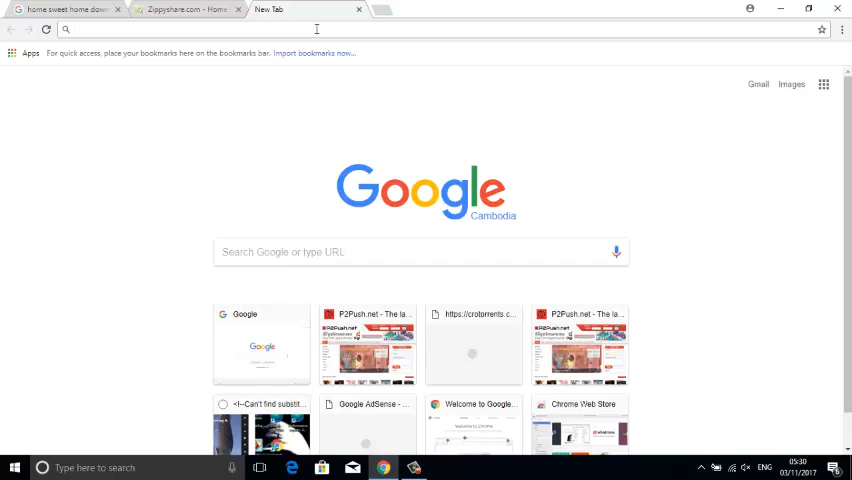 home sweet home down
Zippyshare.com - Home
New Tab
Apps
For quick access, place your bookmarks here on the bookmarks bar. Import bookmarks now...
Gmail
Images
Google
Cambodia
Search Google or type URL
Google
P2Push.net - The la...
https://crotorrents.c...
P2Push.net - The la...
<!--Can't find substit...
Google AdSense - ...
Welcome to Google...
Chrome Web Store
Type here to search
ENG
05:30
03/11/2017